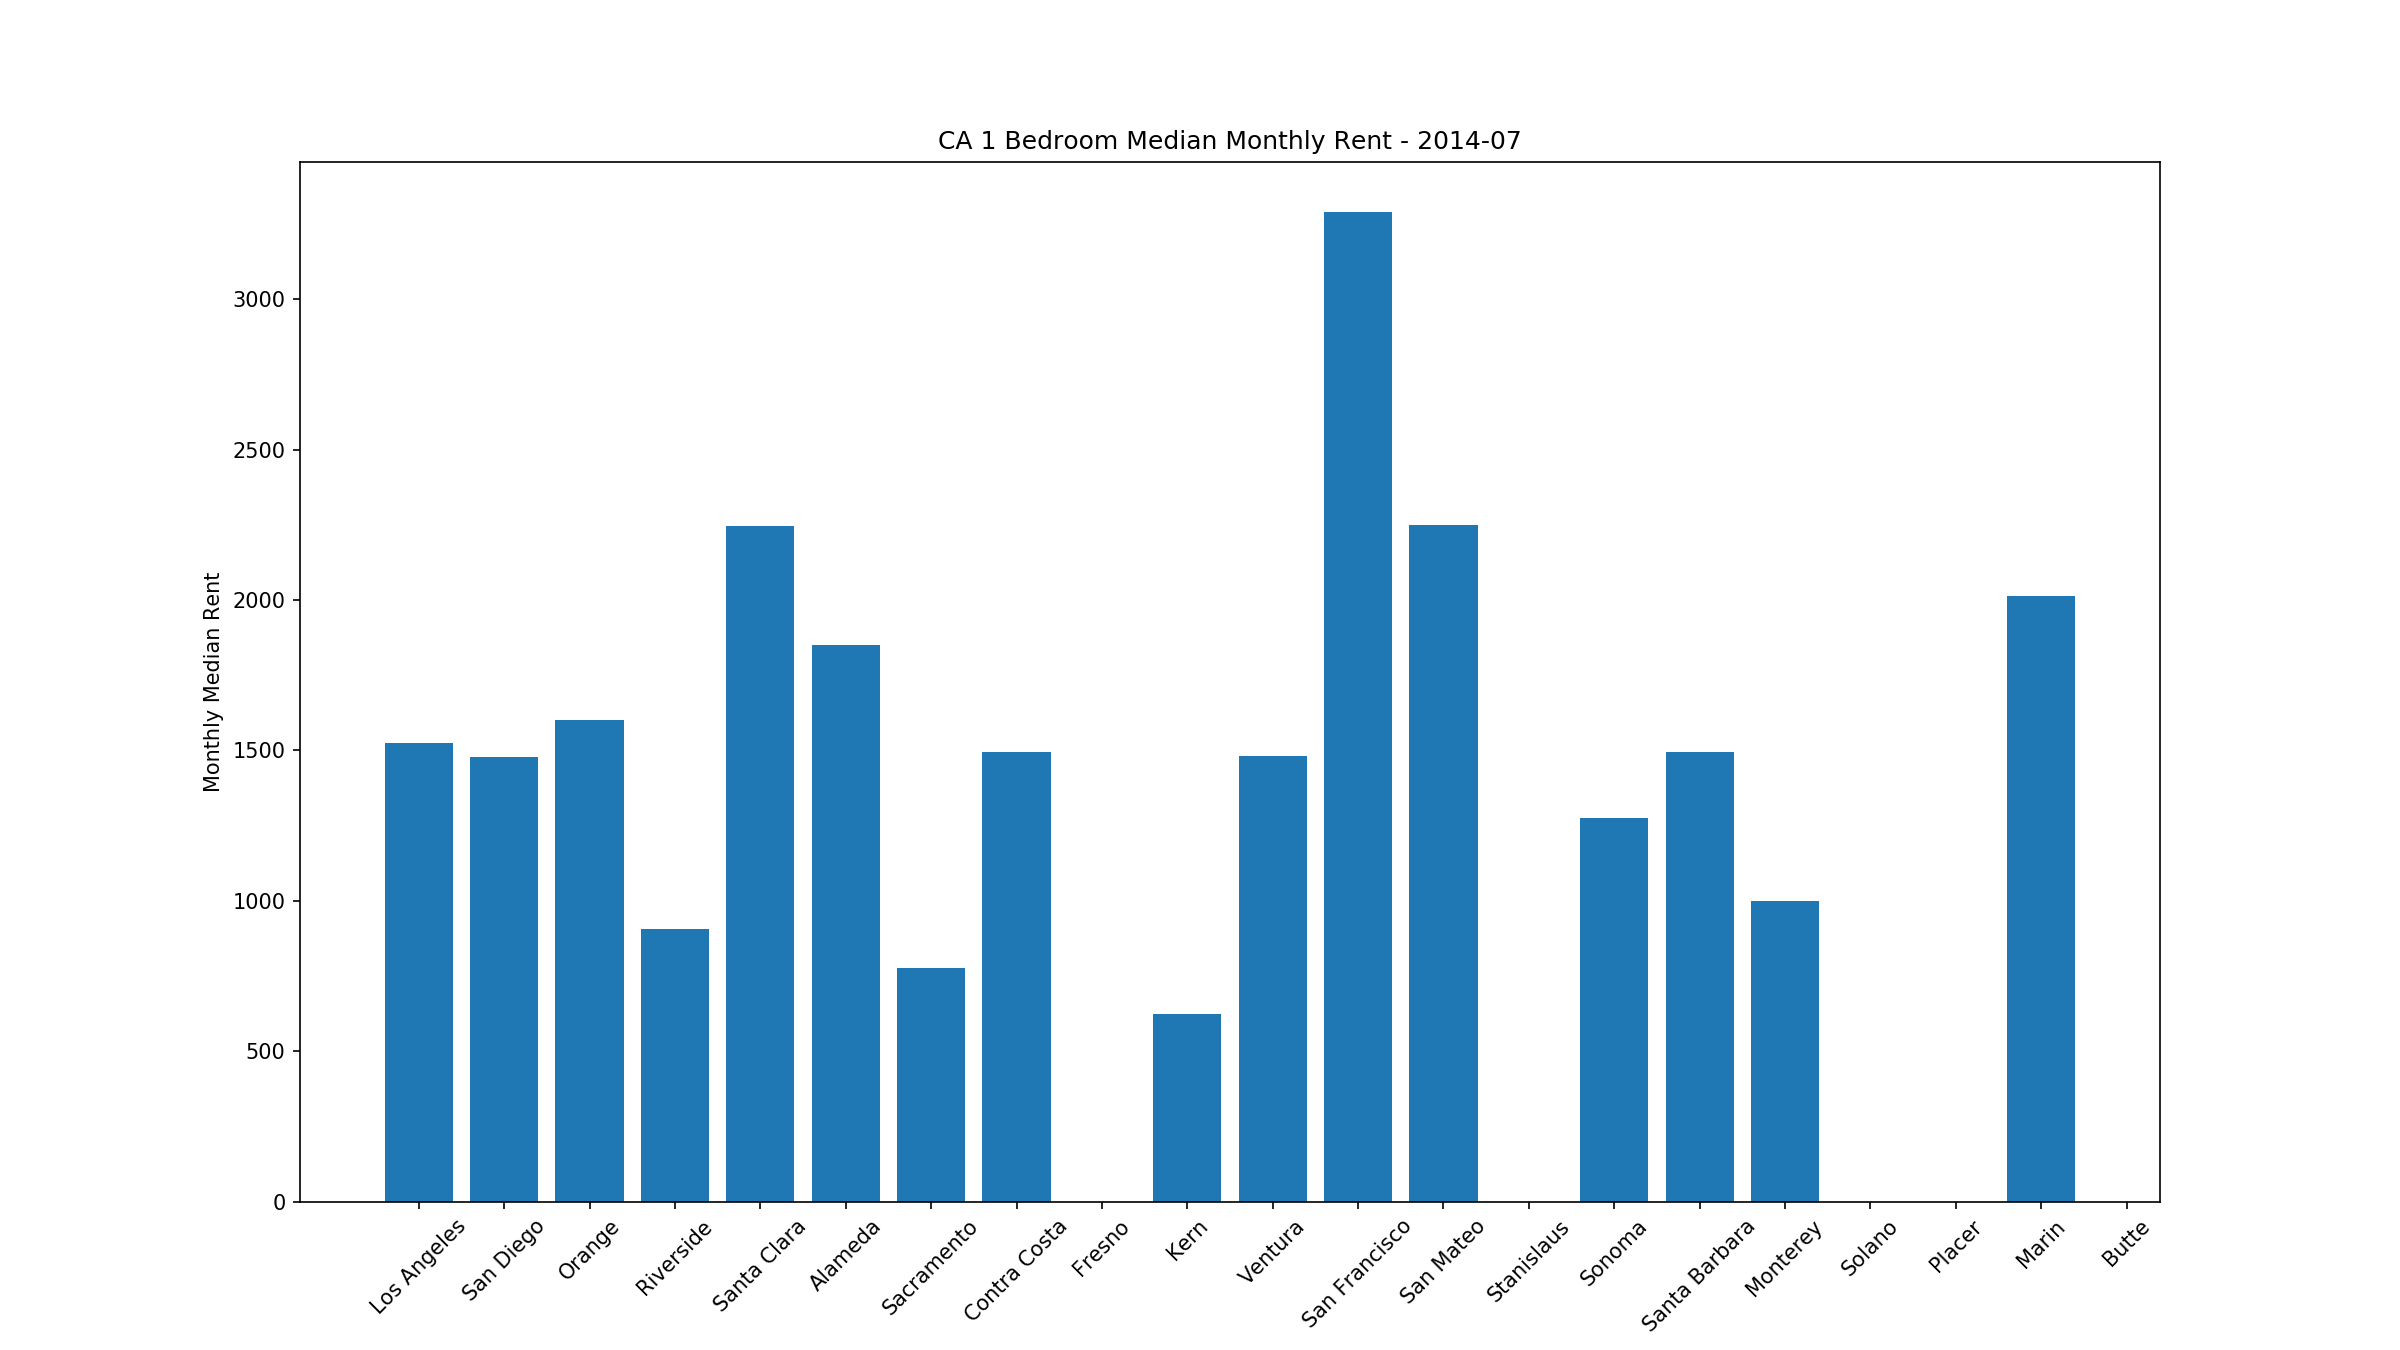 CA 1 Bedroom Median Monthly Rent - 2014-07
Monthly Median Rent
3000
2500
2000
1500
1000
500
0
Los Angeles
San Diego
Orange
Riverside
Santa Clara
Alameda
Sacramento
Contra Costa
Fresno
Kern
Ventura
San Francisco
San Mateo
Stanislaus
Sonoma
Santa Barbara
Monterey
Solano
Placer
Marin
Butte